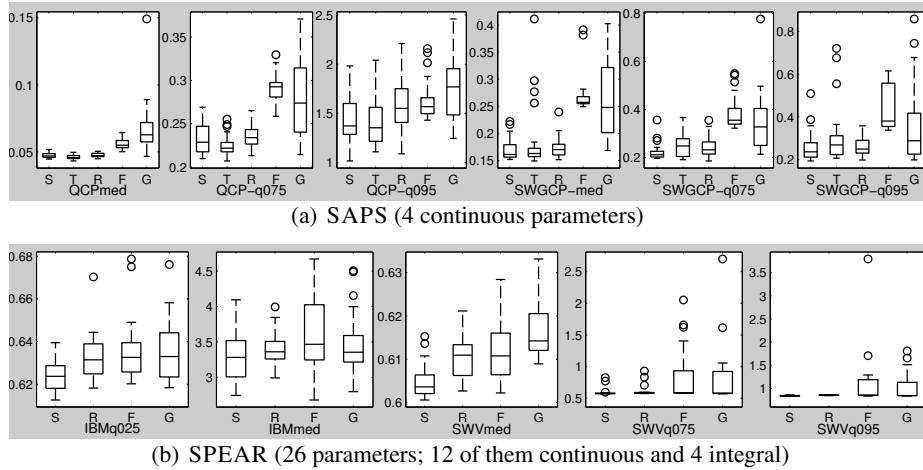 0.15
0.1
0.05
S T R F G
QCPmed
0.35
0.3
0.25
0.2
S T R F G
QCP-q075
2
1.5
1
S T R F G
QCP-q095
0.4
0.35
0.3
0.25
0.2
0.15
S T R F G
SWGCP-med
0.8
0.6
0.4
0.2
S T R F G
SWGCP-q075
0.8
0.6
0.4
0.2
S T R F G
SWGCP-q095
(a) SAPS (4 continuous parameters)
0.68
0.66
0.64
0.62
S R F G
IBMq025
4.5
4
3.5
3
S R F G
IBMmed
0.63
0.62
0.61
0.6
S R F G
SWVmed
2.5
2
1.5
1
0.5
S R F G
SWVq075
3.5
3
2.5
2
1.5
1
S R F G
SWVq095
(b) SPEAR (26 parameters; 12 of them continuous and 4 integral)